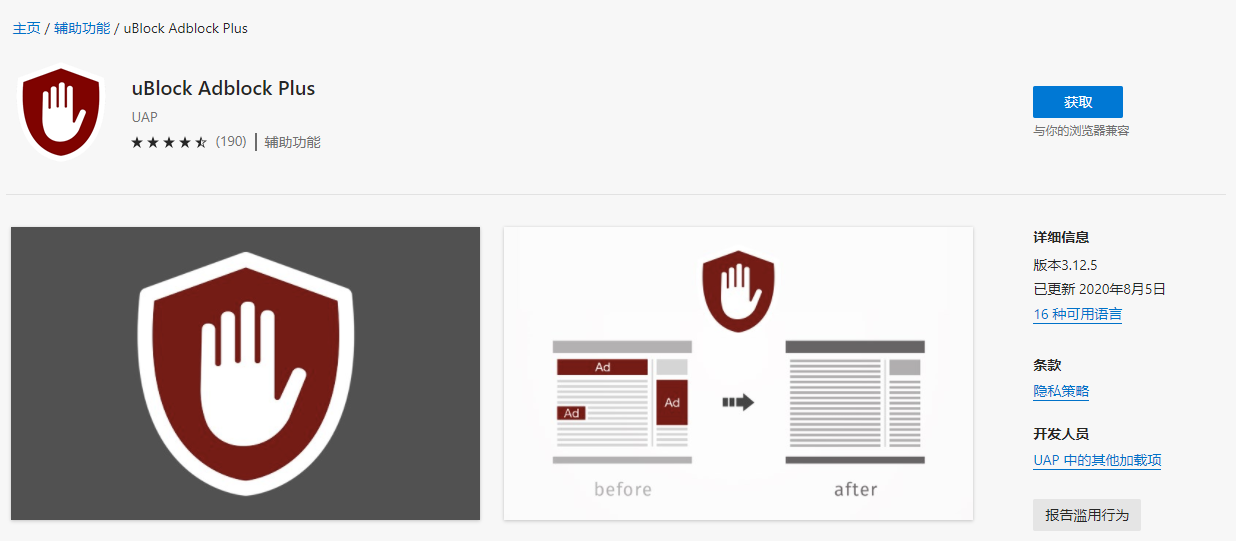 主页 / 辅助功能 / uBlock Adblock Plus
uBlock Adblock Plus
UAP
(190) | 辅助功能
获取
与你的浏览器兼容
Ad
Ad
Ad
before
after
详细信息
版本3.12.5
已更新 2020年8月5日
16 种可用语言
条款
隐私策略
开发人员
UAP 中的其他加载项
报告滥用行为